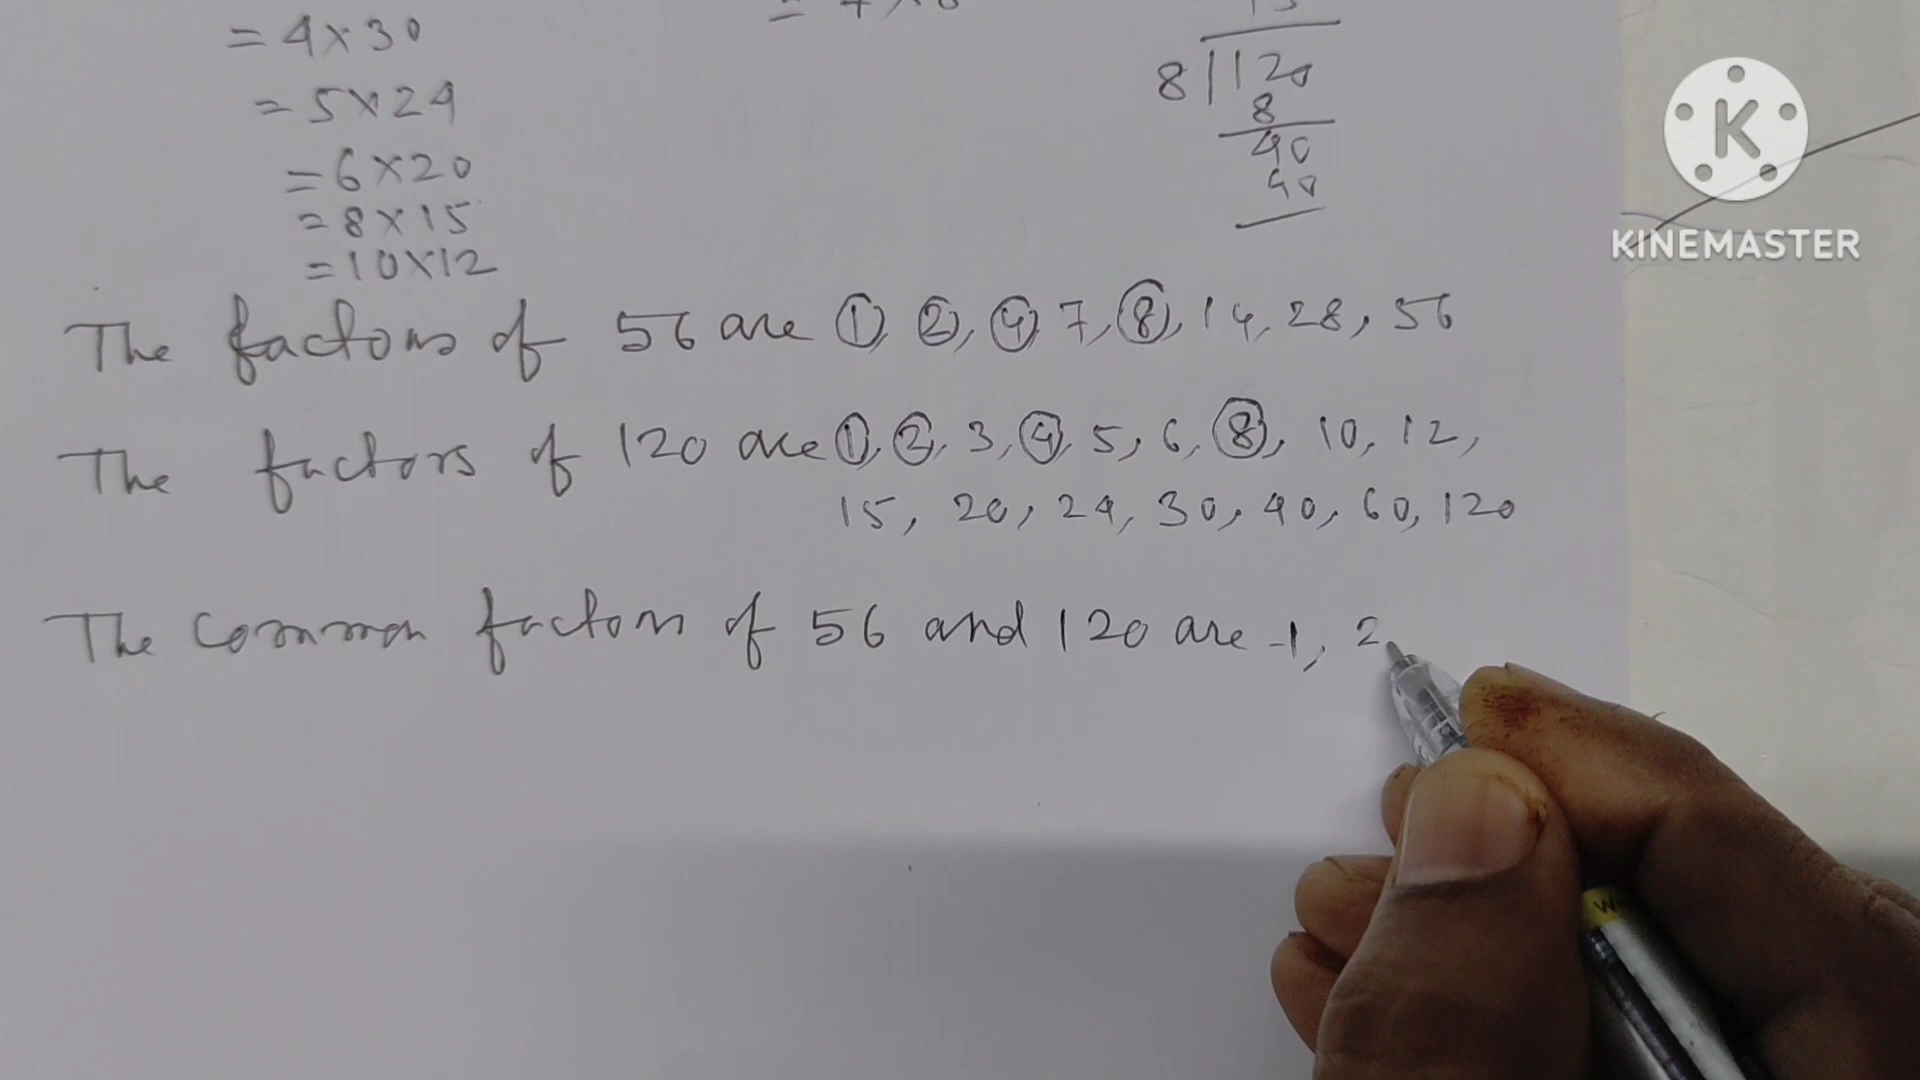 = 4×30
8|120
= 5×24
8
40
= 6×20
40
= 8×15
= 10×12
KINEMASTER
The factors of 56 are 1, 2, 4, 7, 8, 14, 28, 56
The factors of 120 are 1, 2, 3, 4, 5, 6, 8, 10, 12,
15, 20, 24, 30, 40, 60, 120
The common factors of 56 and 120 are -1, 2